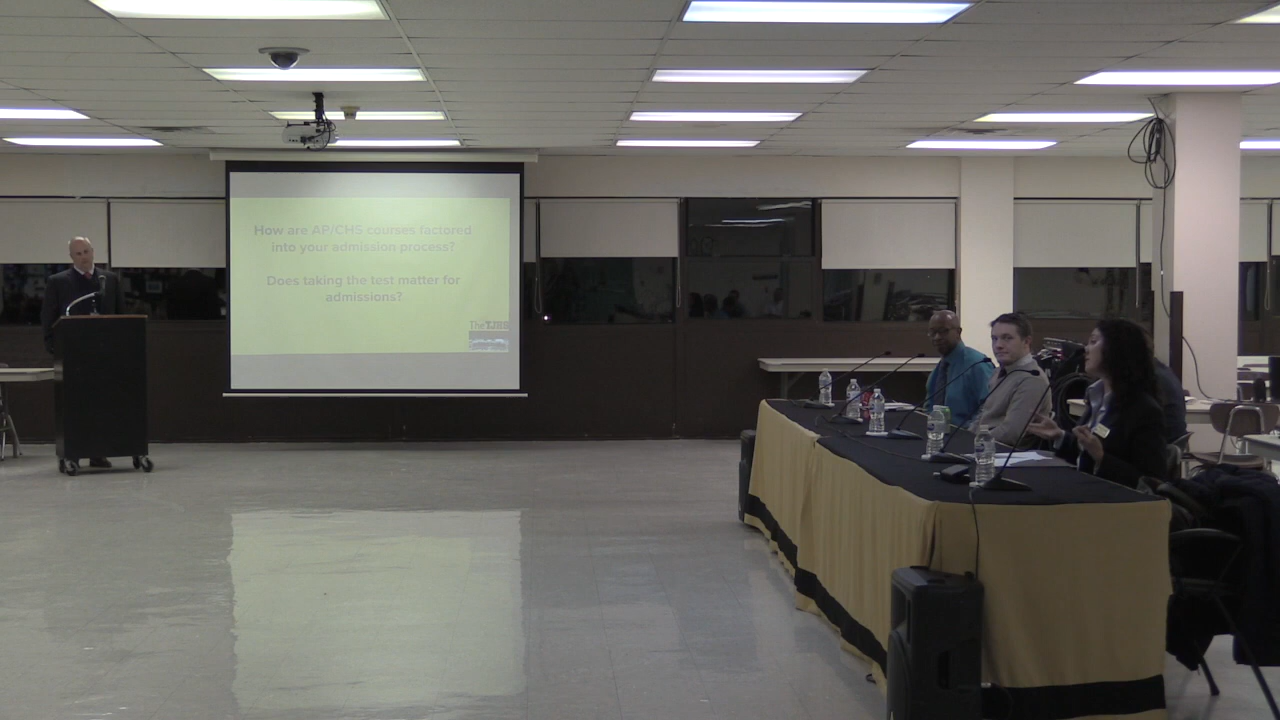 How are AP/CHS courses factored
into your admission process?
Does taking the test matter for
admissions?